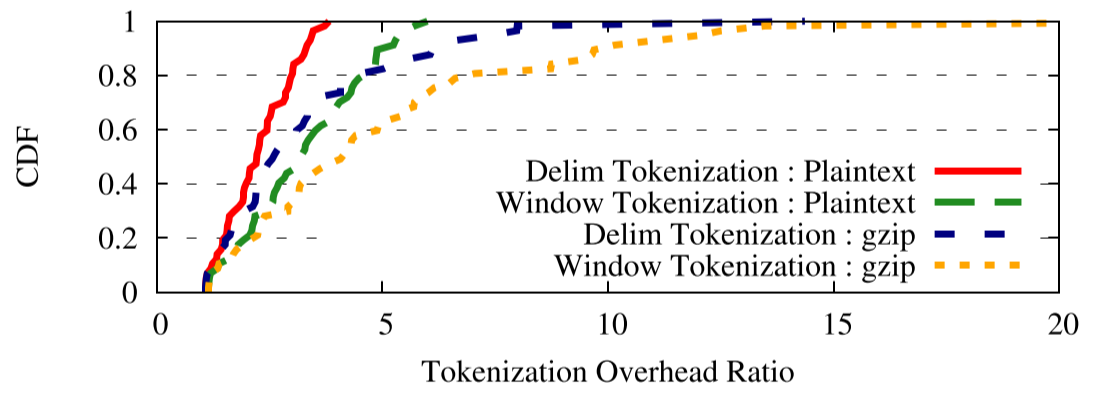 1
0.8
0.6
0.4
0.2
0
CDF
Delim Tokenization : Plaintext
Window Tokenization : Plaintext
Delim Tokenization : gzip
Window Tokenization : gzip
0 5 10 15 20
Tokenization Overhead Ratio